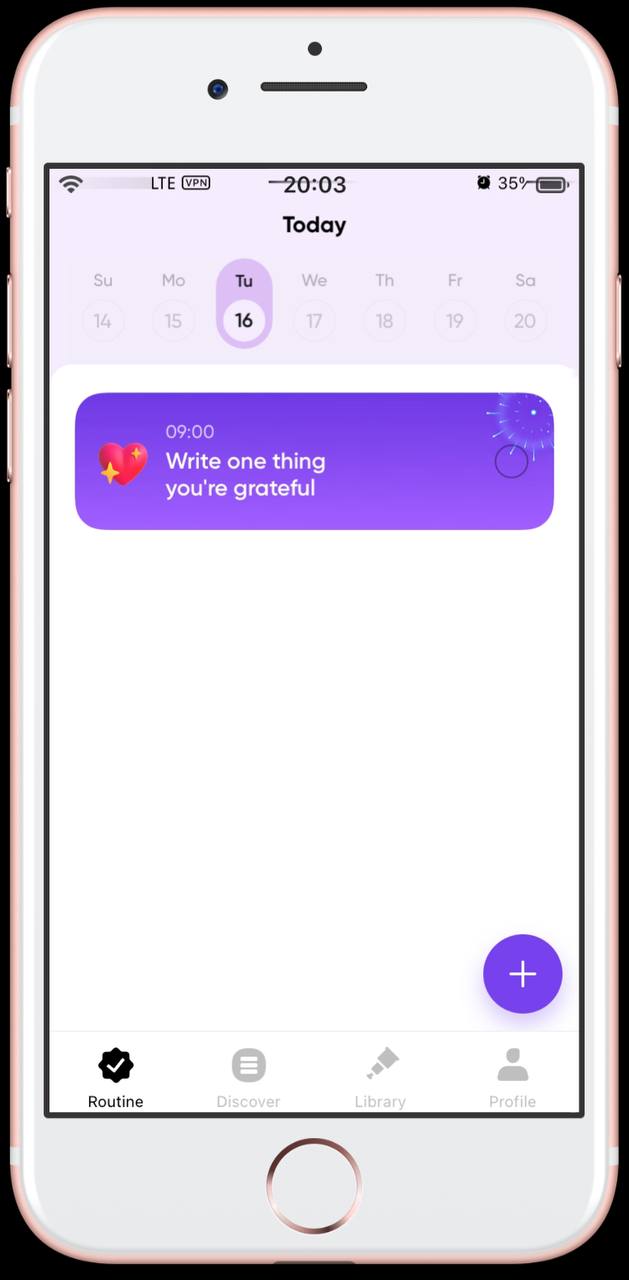 LTE VPN 20:03 35%
Today
Su Mo Tu We Th Fr Sa
14 15 16 17 18 19 20
09:00
Write one thing
you're grateful
Routine Discover Library Profile